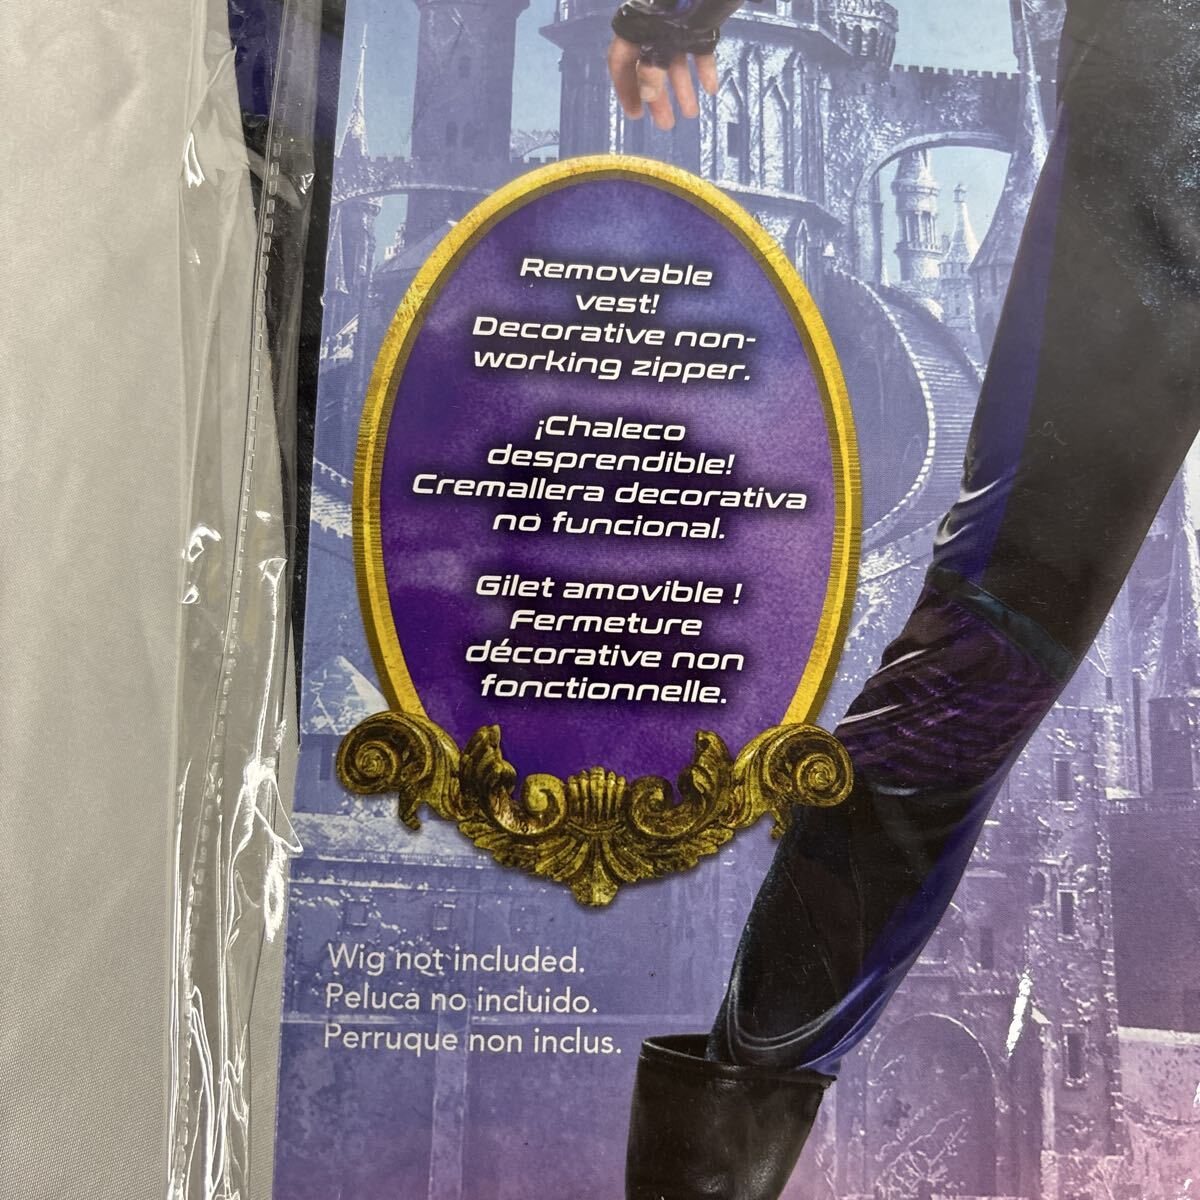 Removable
vest!
Decorative non-
working zipper.
¡Chaleco
desprendible!
Cremallera decorativa
no funcional.
Gilet amovible !
Fermeture
décorative non
fonctionnelle.
Wig not included.
Peluca no incluido.
Perruque non inclus.